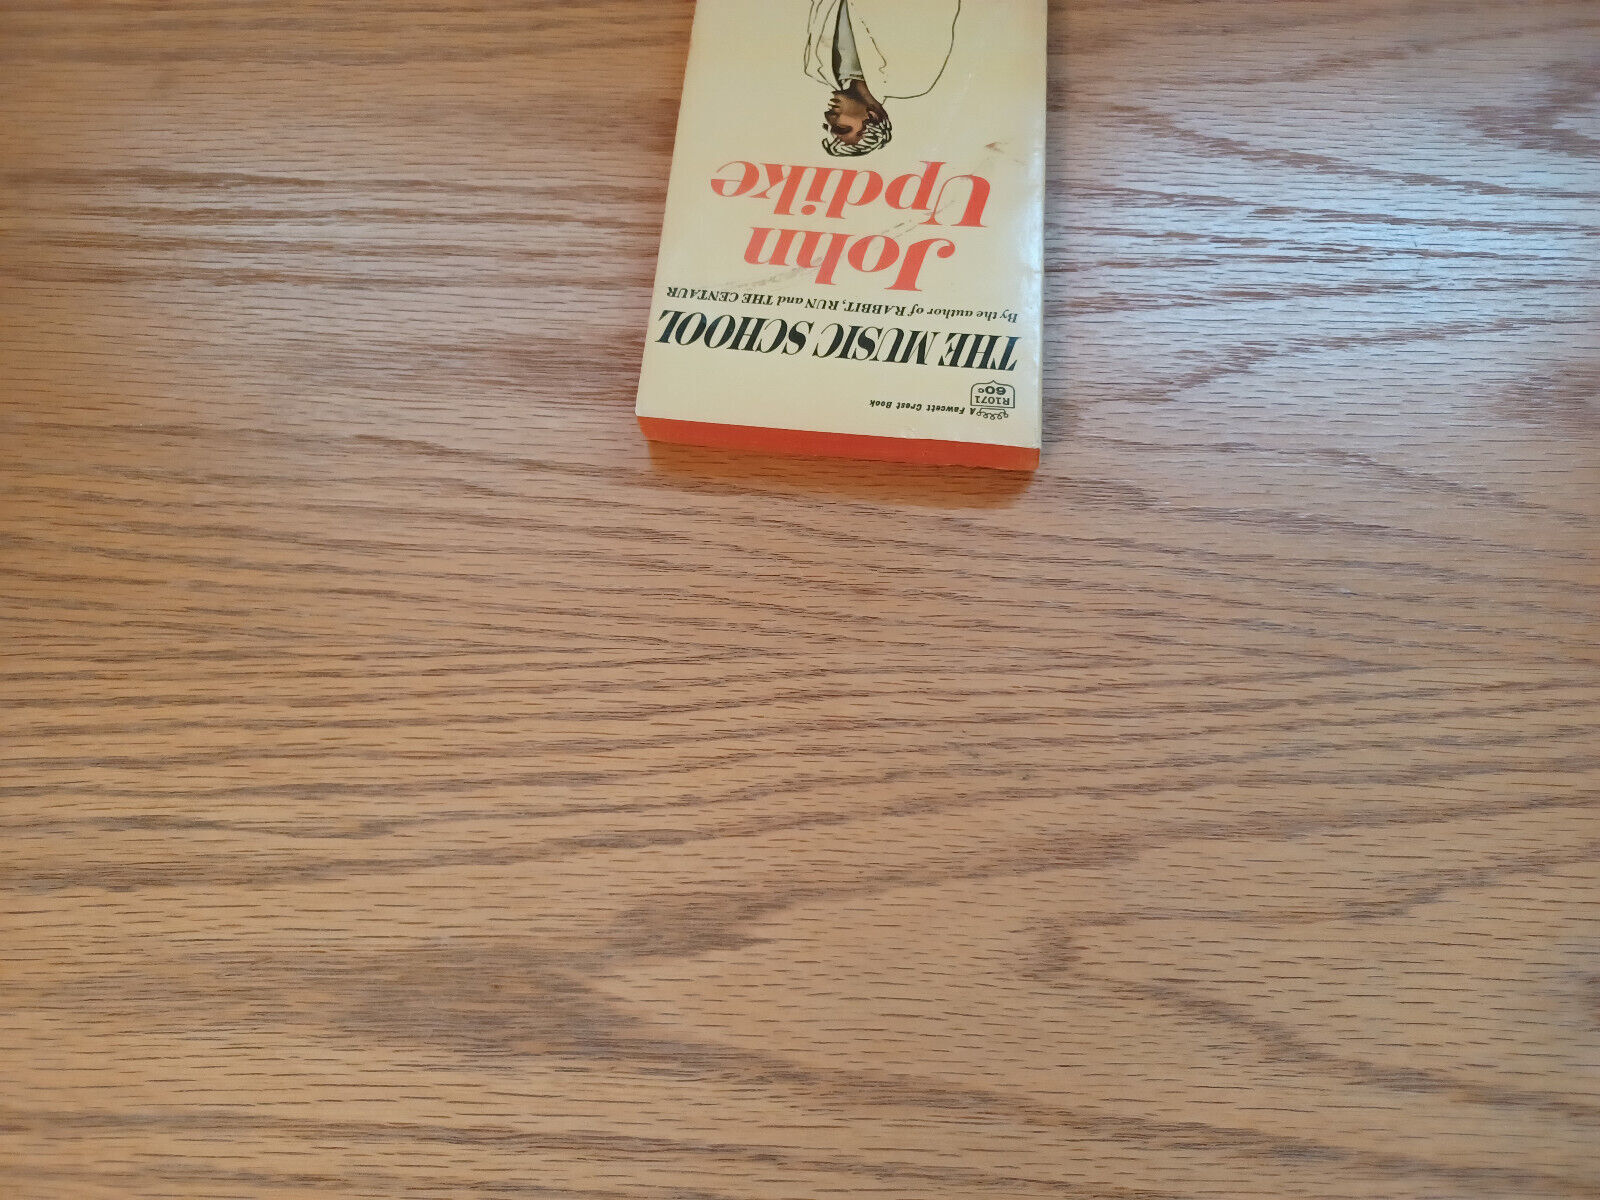 A Fawcett Crest Book
R1071
60¢
THE MUSIC SCHOOL
By the author of RABBIT, RUN and THE CENTAUR
John
Updike